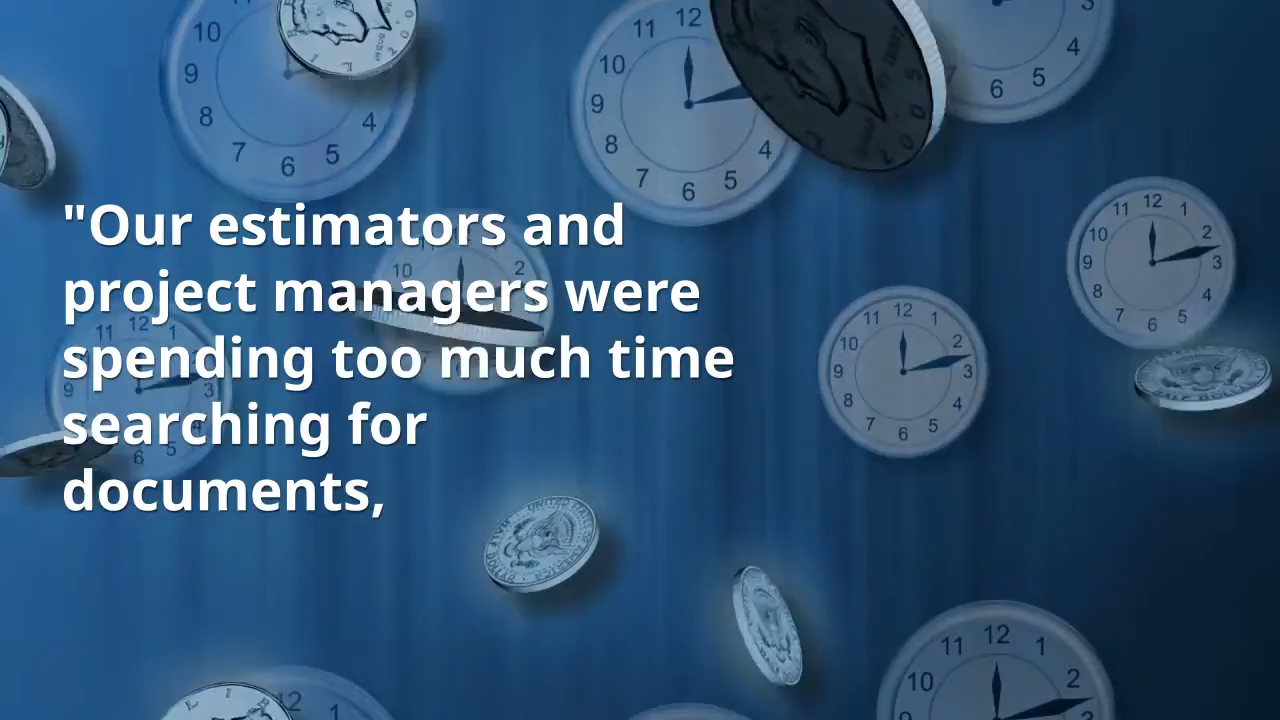 "Our estimators and
project managers were
spending too much time
searching for
documents,